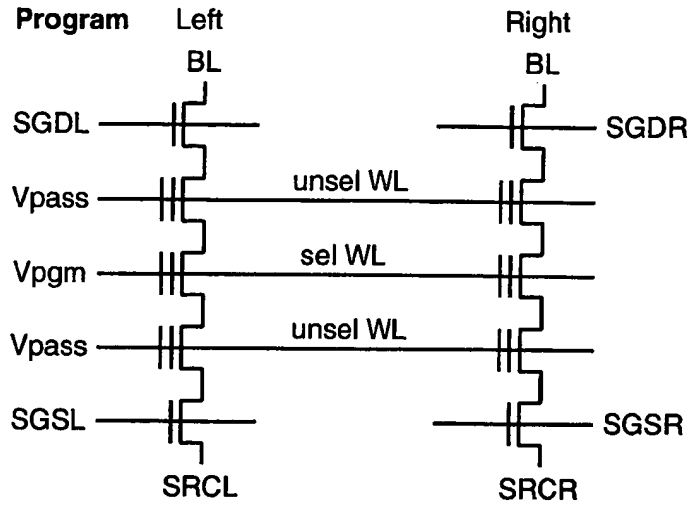 Program Left Right
BL BL
SGDL SGDR
Vpass unsel WL
Vpgm sel WL
Vpass unsel WL
SGSL SGSR
SRCL SRCR